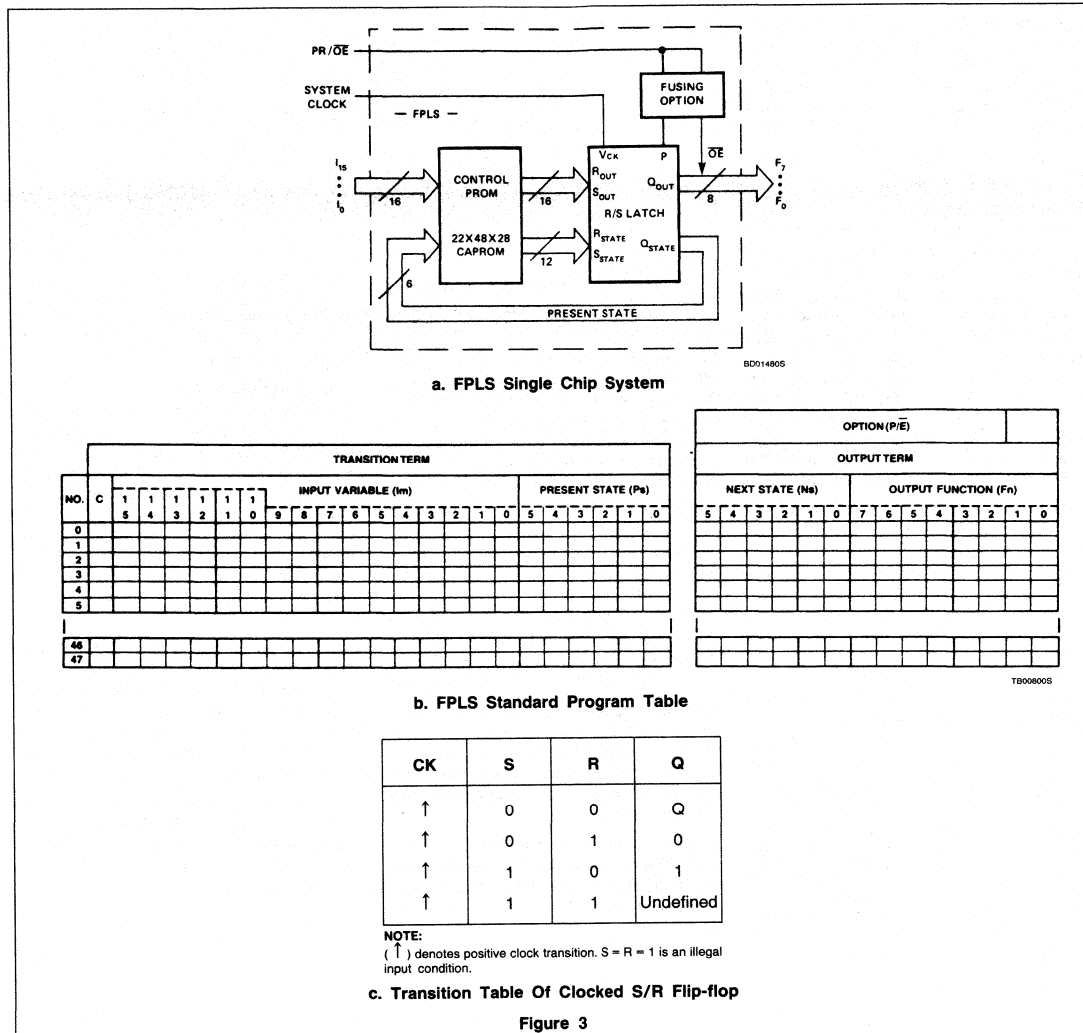 PR/OE
SYSTEM
CLOCK
— FPLS —
FUSING
OPTION
I15
I0
16
CONTROL
PROM
22X48X28
CAPROM
16
12
6
VCK
P
OE
ROUT
SOUT
QOUT
R/S LATCH
RSTATE
SSTATE
QSTATE
8
F7
F0
PRESENT STATE
BD01480S
a. FPLS Single Chip System
OPTION (P/E)
TRANSITION TERM
OUTPUT TERM
NO. C INPUT VARIABLE (Im) PRESENT STATE (Ps) NEXT STATE (Ns) OUTPUT FUNCTION (Fn)
1 1 1 1 1 1
5 4 3 2 1 0 9 8 7 6 5 4 3 2 1 0 5 4 3 2 1 0 5 4 3 2 1 0 7 6 5 4 3 2 1 0
0
1
2
3
4
5
46
47
TB00800S
b. FPLS Standard Program Table
CK S R Q
↑ 0 0 Q
↑ 0 1 0
↑ 1 0 1
↑ 1 1 Undefined
NOTE:
( ↑ ) denotes positive clock transition. S = R = 1 is an illegal
input condition.
c. Transition Table Of Clocked S/R Flip-flop
Figure 3